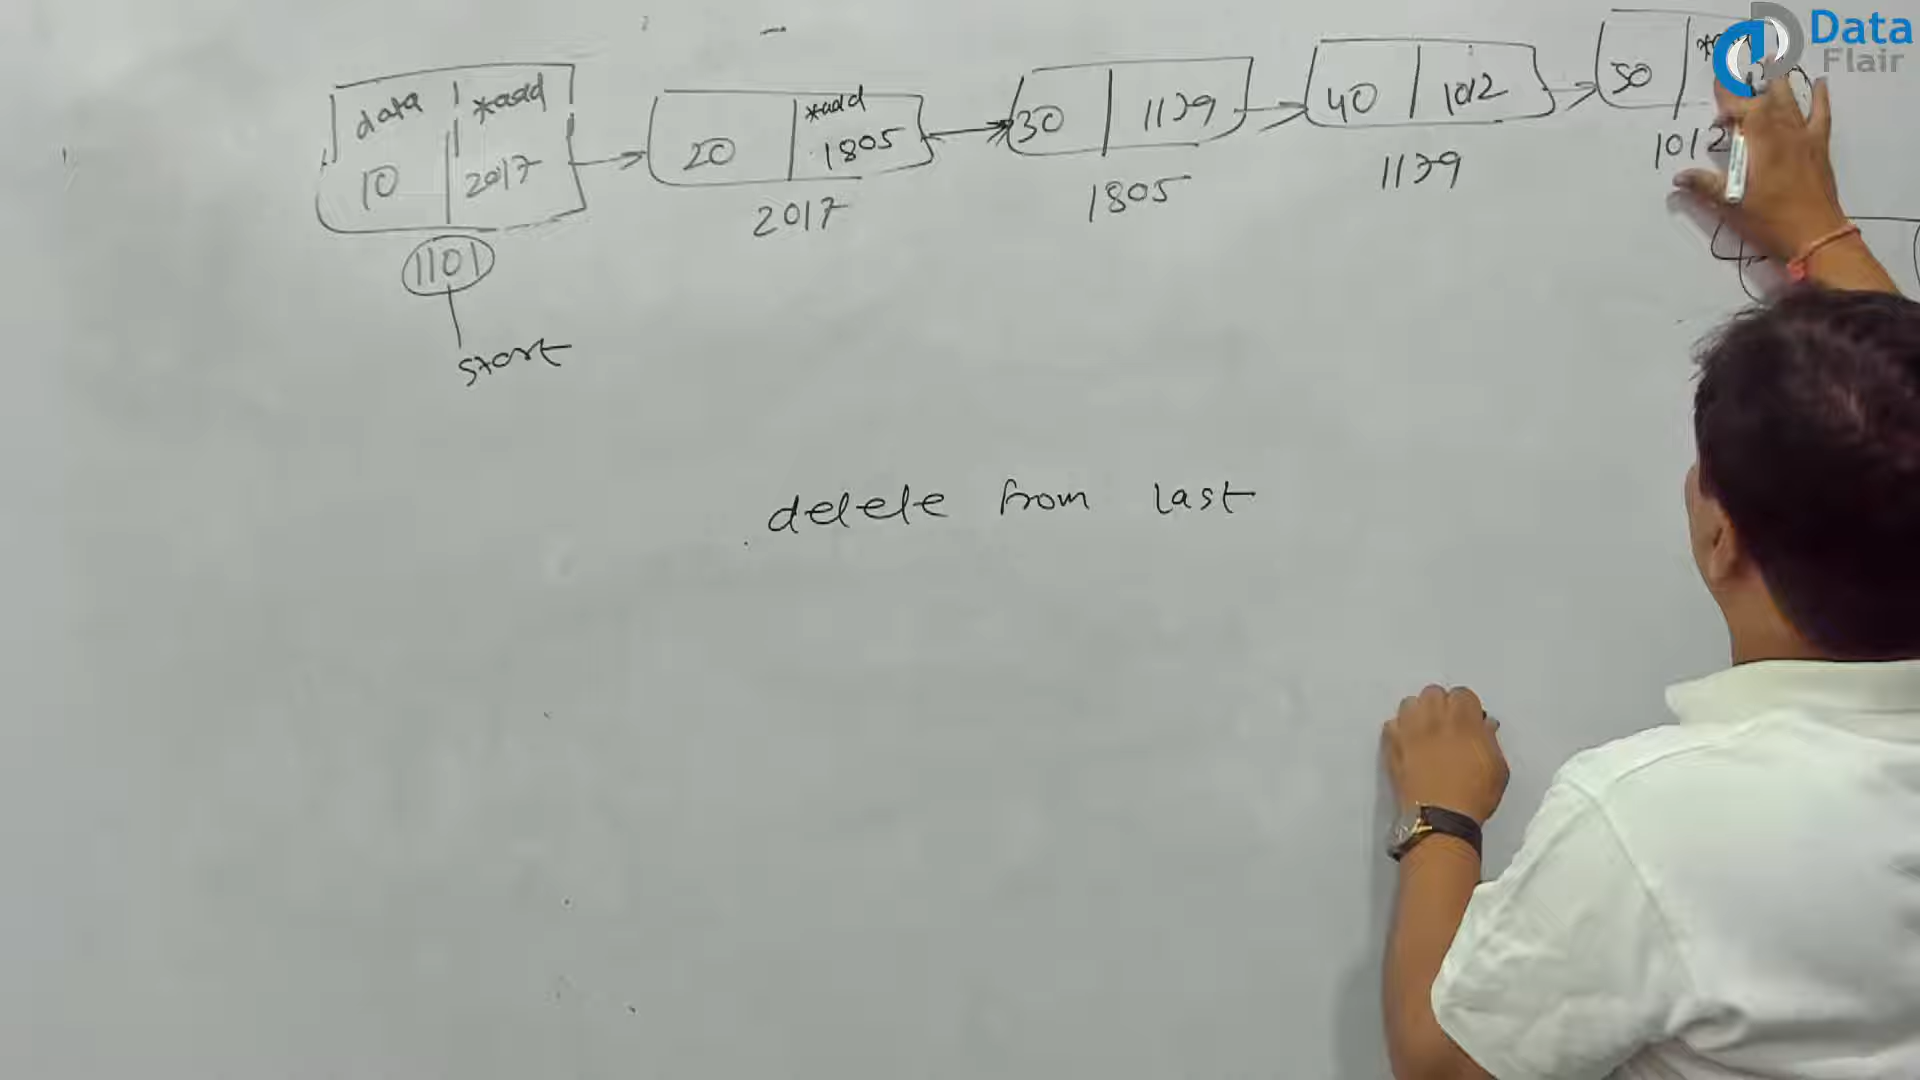 Data
Flair
data *add
10 2017
1101
start
20 *add
1805
2017
30 1139
1805
40 1012
1139
50
1012
delete from last